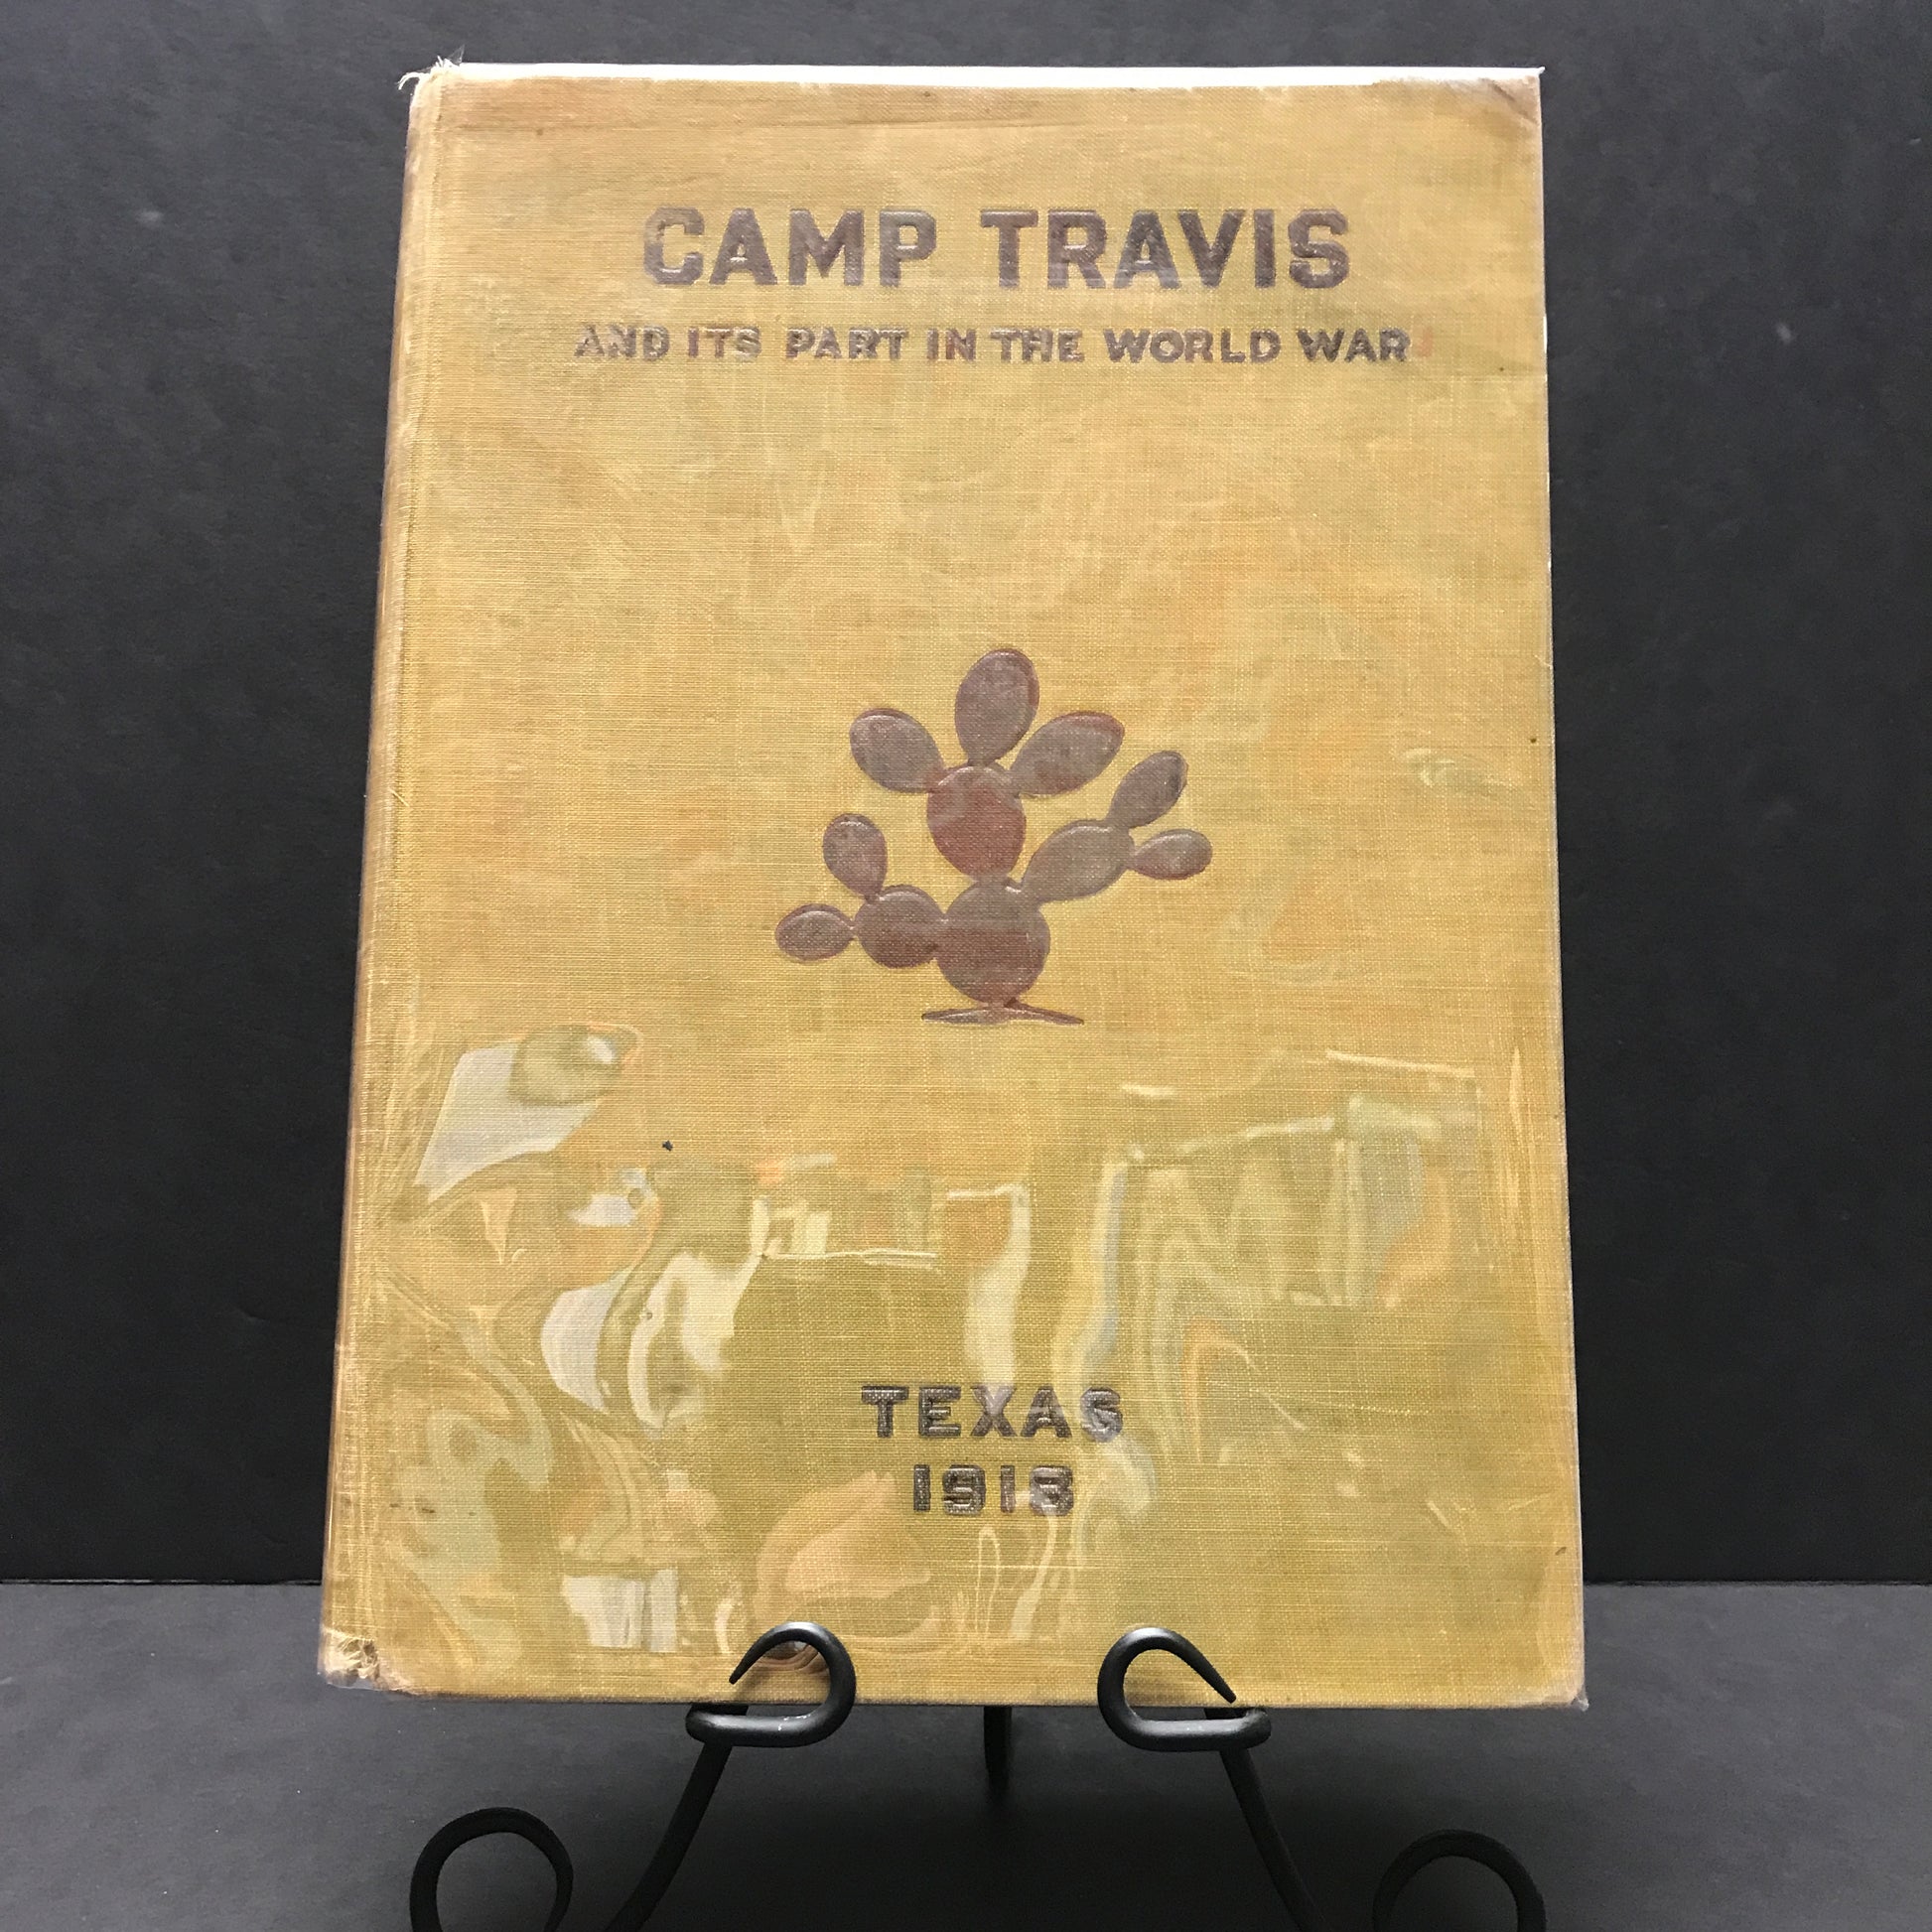 CAMP TRAVIS
AND ITS PART IN THE WORLD WAR
TEXAS
1918